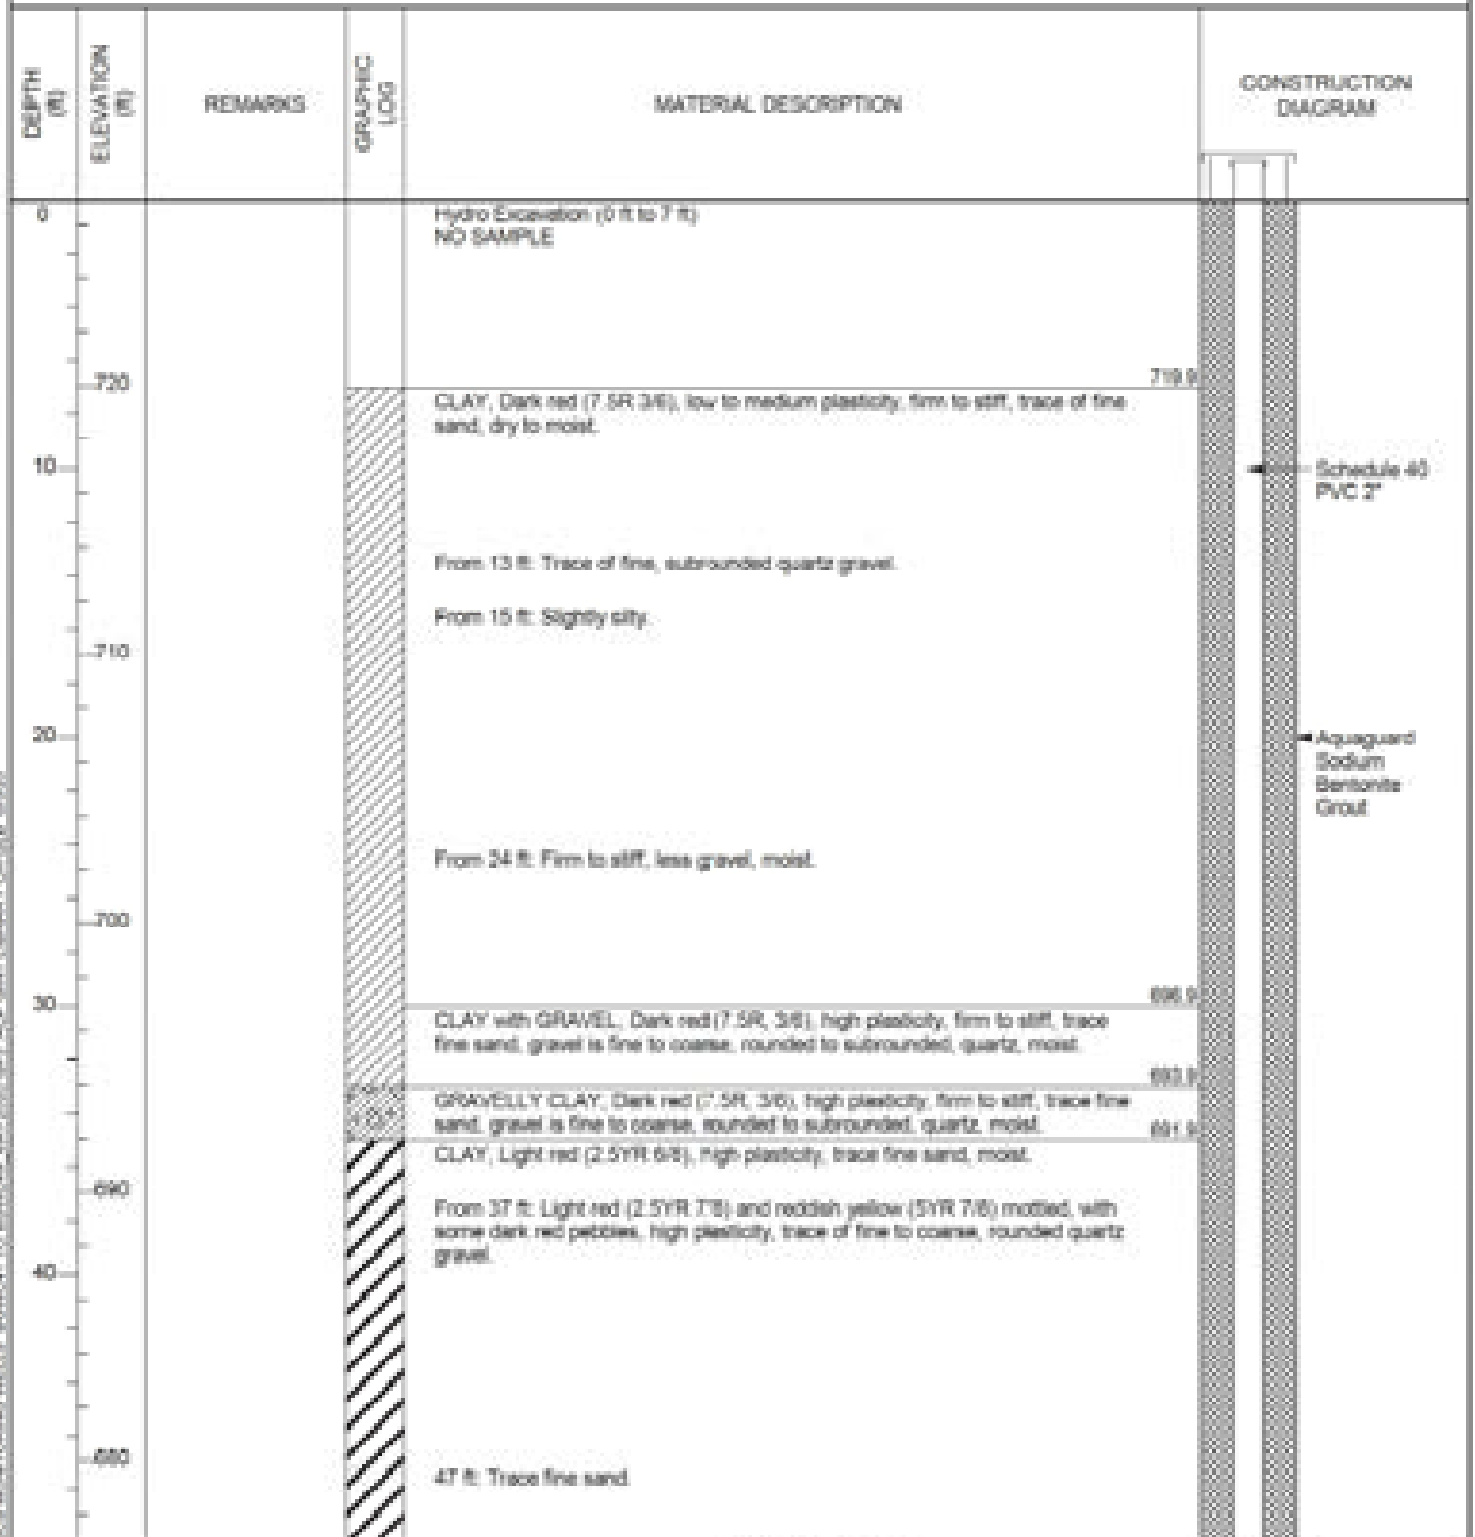 DEPTH
(ft)
ELEVATION
(ft)
REMARKS
GRAPHIC
LOG
MATERIAL DESCRIPTION
CONSTRUCTION
DIAGRAM
0
Hydro Excavation (0 ft to 7 ft)
NO SAMPLE
720
719.9
CLAY, Dark red (7.5R 3/6), low to medium plasticity, firm to stiff, trace of fine
sand, dry to moist.
10
Schedule 40
PVC 2"
From 13 ft: Trace of fine, subrounded quartz gravel.
From 15 ft: Slightly silty.
710
20
Aquaguard
Sodium
Bentonite
Grout
From 24 ft: Firm to stiff, less gravel, moist.
700
30
696.9
CLAY with GRAVEL, Dark red (7.5R, 3/6), high plasticity, firm to stiff, trace
fine sand, gravel is fine to coarse, rounded to subrounded, quartz, moist.
693.9
GRAVELLY CLAY, Dark red (7.5R, 3/6), high plasticity, firm to stiff, trace fine
sand, gravel is fine to coarse, rounded to subrounded, quartz, moist.
691.9
CLAY, Light red (2.5YR 6/8), high plasticity, trace fine sand, moist.
690
From 37 ft: Light red (2.5YR 7/8) and reddish yellow (5YR 7/8) mottled, with
some dark red pebbles, high plasticity, trace of fine to coarse, rounded quartz
gravel.
40
680
47 ft: Trace fine sand.